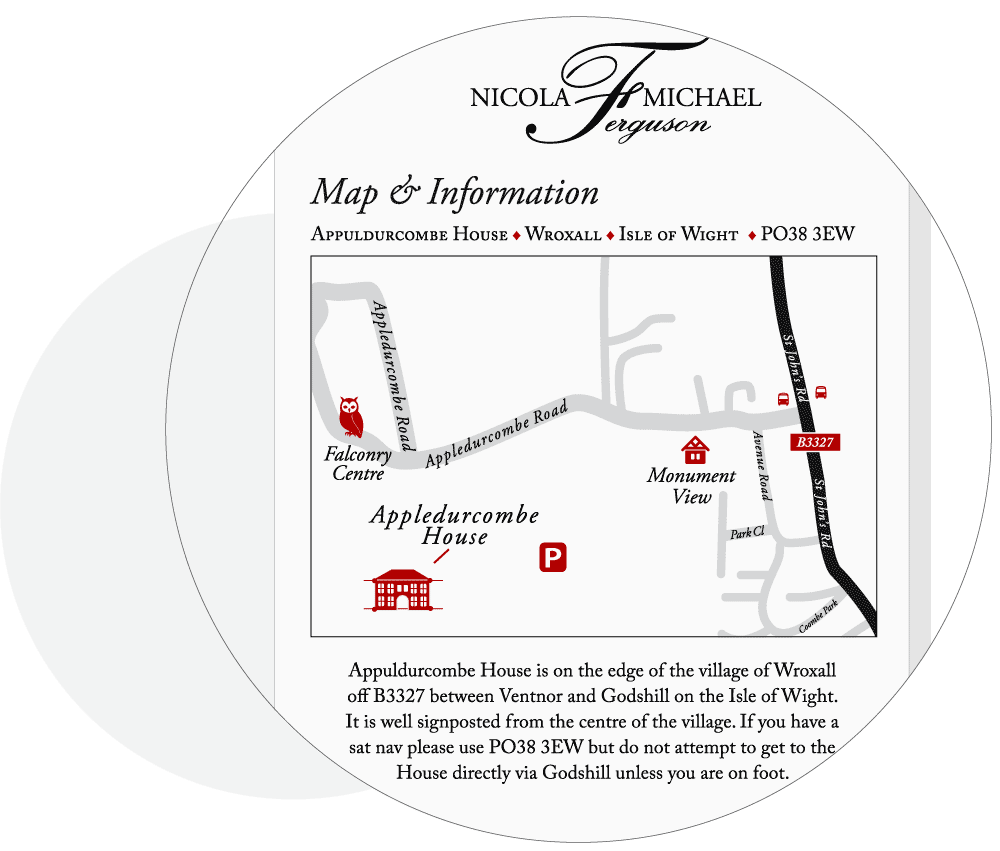 NICOLA F MICHAEL
Ferguson
Map & Information
Appuldurcombe House ♦ Wroxall ♦ Isle of Wight ♦ PO38 3EW
Appledurcombe Road
St John's Rd
Appledurcombe Road
B3327
Avenue Road
Falconry
Centre
Monument
View
St John's Rd
Appledurcombe
House
Park Cl
P
Coombe Park
Appuldurcombe House is on the edge of the village of Wroxall
off B3327 between Ventnor and Godshill on the Isle of Wight.
It is well signposted from the centre of the village. If you have a
sat nav please use PO38 3EW but do not attempt to get to the
House directly via Godshill unless you are on foot.